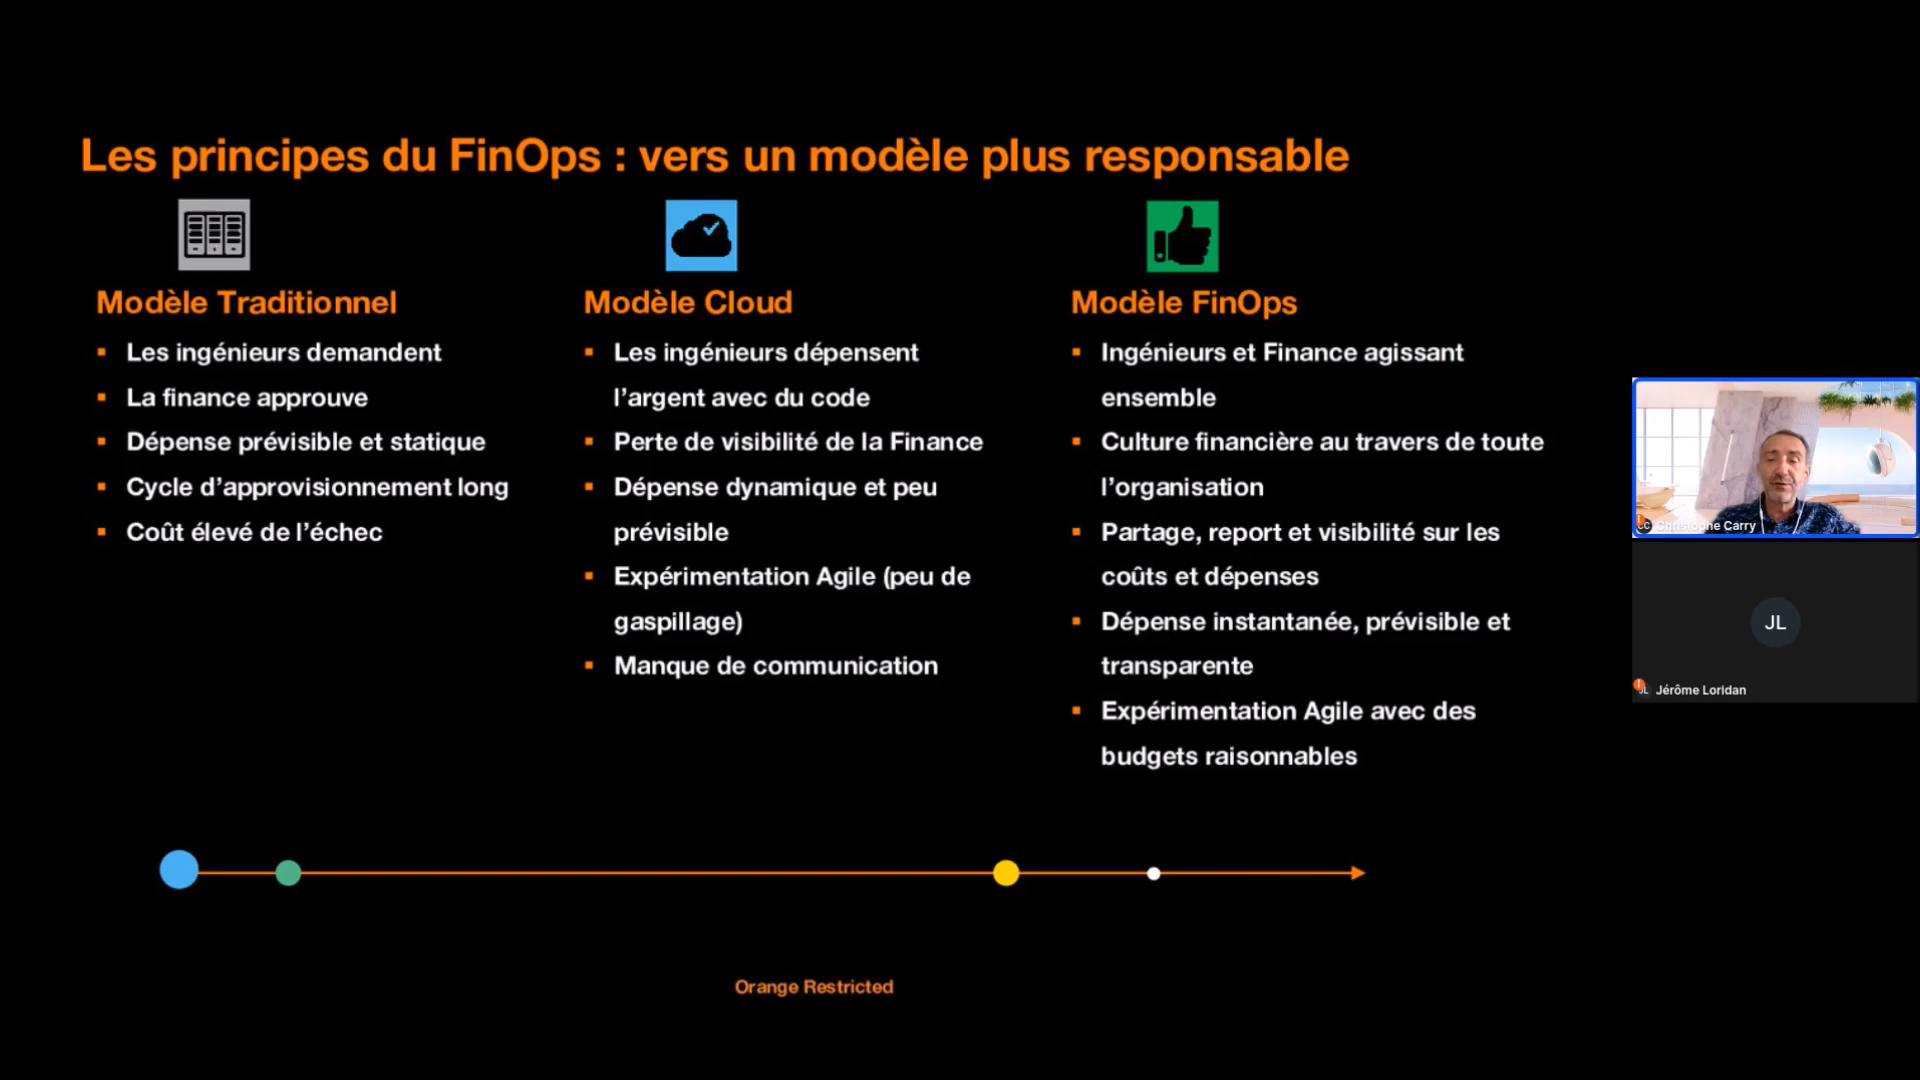 Les principes du FinOps : vers un modèle plus responsable
Modèle Traditionnel
Les ingénieurs demandent
La finance approuve
Dépense prévisible et statique
Cycle d’approvisionnement long
Coût élevé de l’échec
Modèle Cloud
Les ingénieurs dépensent
l’argent avec du code
Perte de visibilité de la Finance
Dépense dynamique et peu
prévisible
Expérimentation Agile (peu de
gaspillage)
Manque de communication
Modèle FinOps
Ingénieurs et Finance agissant
ensemble
Culture financière au travers de toute
l’organisation
Partage, report et visibilité sur les
coûts et dépenses
Dépense instantanée, prévisible et
transparente
Expérimentation Agile avec des
budgets raisonnables
CC Christophe Carry
JL
JL Jérôme Loridan
Orange Restricted